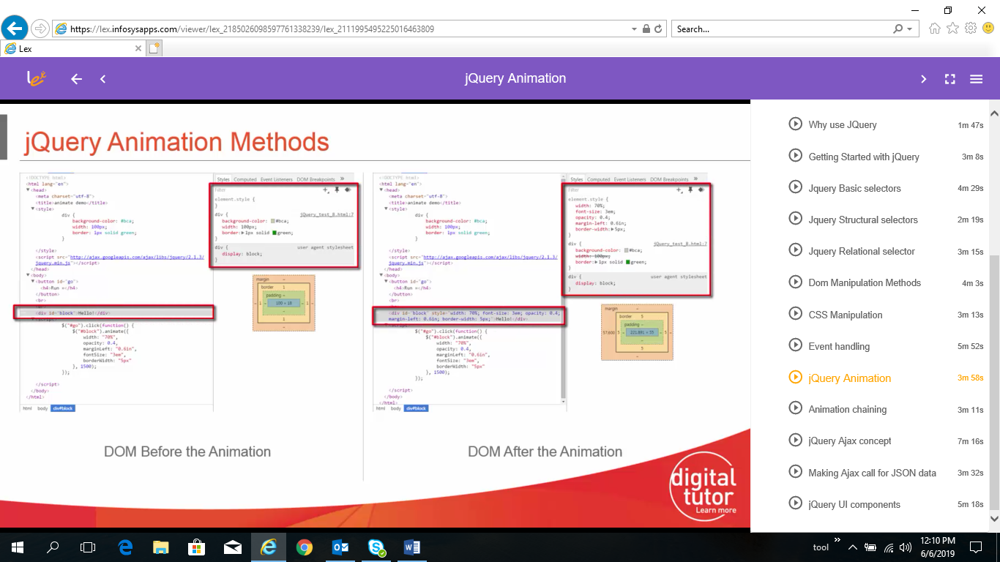 https://lex.infosysapps.com/viewer/lex_2185026098597761338239/lex_2111995495225016463809
Search...
Lex
lex
jQuery Animation
jQuery Animation Methods
<!DOCTYPE html>
<html lang="en">
<head>
<meta charset="utf-8">
<title>animate demo</title>
<style>
div {
background-color: #bca;
width: 100px;
border: 1px solid green;
}
</style>
<script src="http://ajax.googleapis.com/ajax/libs/jquery/2.1.3/
jquery.min.js"></script>
</head>
<body>
<button id="go">
<h4>Run »</h4>
</button>
<br>
<div id="block">Hello!</div>
<script>
$("#go").click(function() {
$("#block").animate({
width: "70%",
opacity: 0.4,
marginLeft: "0.6in",
fontSize: "3em",
borderWidth: "5px"
}, 1500);
});
</script>
</body>
</html>
html body div#block
Styles Computed Event Listeners DOM Breakpoints »
Filter
element.style {
}
div { jQuery_test_8.html:7
background-color: #bca;
width: 100px;
border: 1px solid green;
}
div { user agent stylesheet
display: block;
}
margin –
border 1
padding –
– 1 – 100 × 18 – 1 –
–
1
–
DOM Before the Animation
<!DOCTYPE html>
<html lang="en">
<head>
<meta charset="utf-8">
<title>animate demo</title>
<style>
div {
background-color: #bca;
width: 100px;
border: 1px solid green;
}
</style>
<script src="http://ajax.googleapis.com/ajax/libs/jquery/2.1.3/
jquery.min.js"></script>
</head>
<body>
<button id="go">
<h4>Run »</h4>
</button>
<br>
<div id="block" style="width: 70%; font-size: 3em; opacity: 0.4;
margin-left: 0.6in; border-width: 5px;">Hello!</div>
<script>
$("#go").click(function() {
$("#block").animate({
width: "70%",
opacity: 0.4,
marginLeft: "0.6in",
fontSize: "3em",
borderWidth: "5px"
}, 1500);
});
</script>
</body>
</html>
html body div#block
Styles Computed Event Listeners DOM Breakpoints »
Filter
element.style {
width: 70%;
font-size: 3em;
opacity: 0.4;
margin-left: 0.6in;
border-width: 5px;
}
div { jQuery_test_8.html:7
background-color: #bca;
width: 100px;
border: 1px solid green;
}
div { user agent stylesheet
display: block;
}
margin –
border 5
padding –
57.600 5 – 221.891 × 55 – 5 –
–
5
–
DOM After the Animation
digital
tutor
Learn more
Why use JQuery 1m 47s
Getting Started with jQuery 3m 8s
Jquery Basic selectors 4m 29s
Jquery Structural selectors 2m 19s
Jquery Relational selector 3m 15s
Dom Manipulation Methods 4m 3s
CSS Manipulation 3m 13s
Event handling 5m 52s
jQuery Animation 3m 58s
Animation chaining 3m 11s
jQuery Ajax concept 7m 16s
Making Ajax call for JSON data 3m 32s
jQuery UI components 5m 18s
tool
12:10 PM
6/6/2019